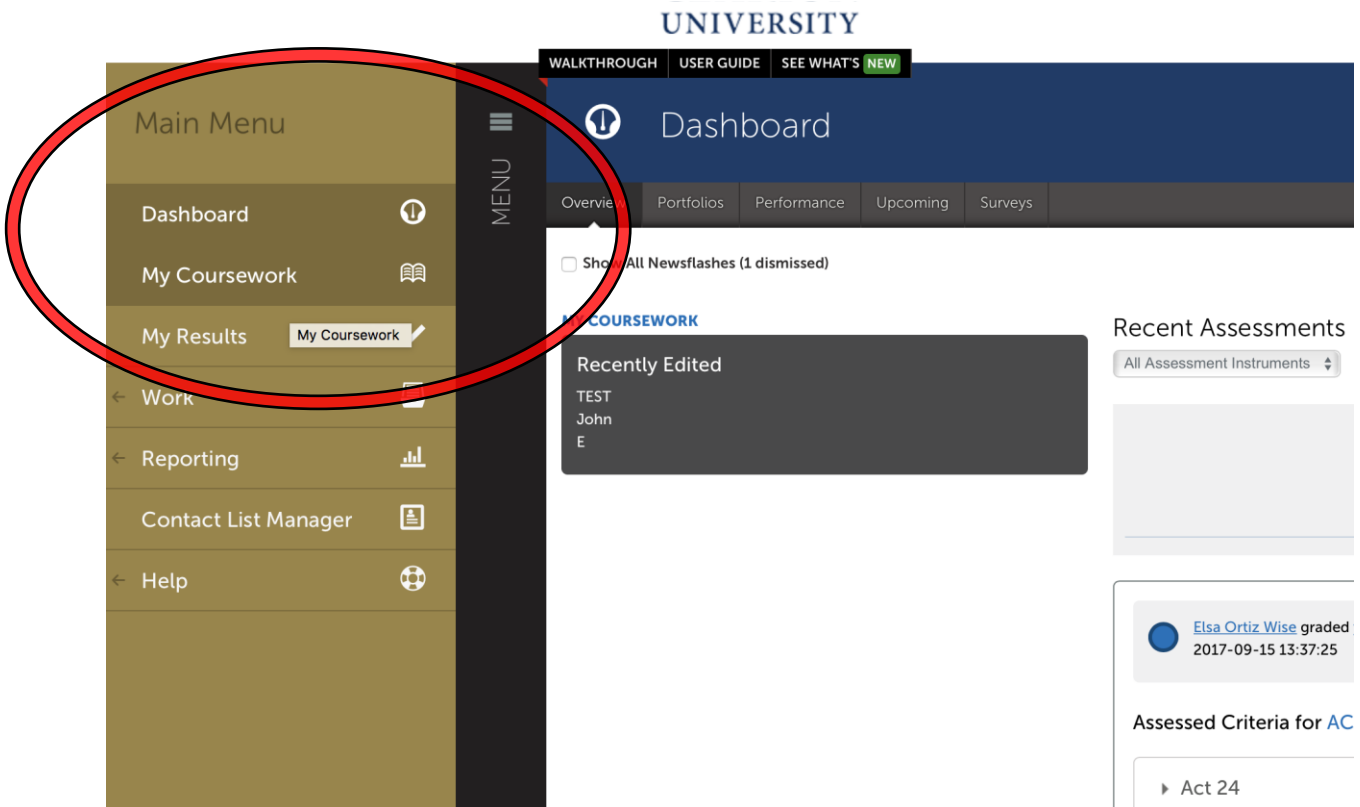 UNIVERSITY
WALKTHROUGH USER GUIDE SEE WHAT'S NEW
Main Menu
MENU
Dashboard
Dashboard
My Coursework
My Results
My Coursework
Work
Reporting
Contact List Manager
Help
Overview Portfolios Performance Upcoming Surveys
Show All Newsflashes (1 dismissed)
MY COURSEWORK
Recently Edited
TEST
John
E
Recent Assessments
All Assessment Instruments
Elsa Ortiz Wise graded
2017-09-15 13:37:25
Assessed Criteria for AC
Act 24